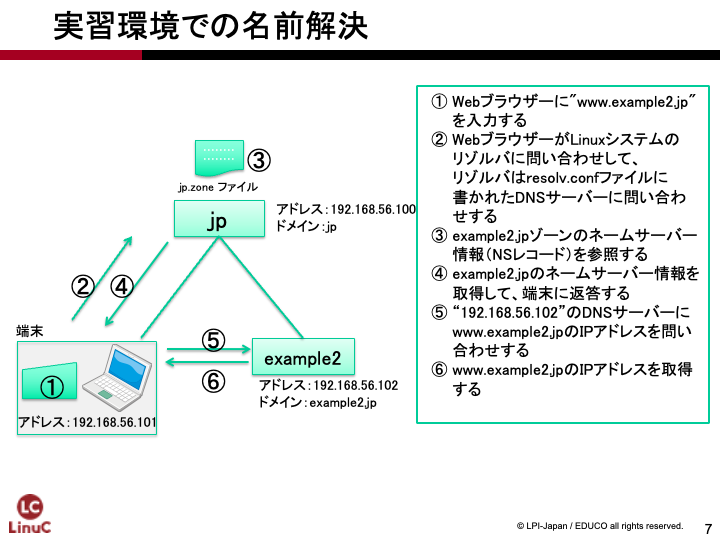 実習環境での名前解決
① Webブラウザーに"www.example2.jp"
を入力する
② WebブラウザーがLinuxシステムの
リゾルバに問い合わせして、
リゾルバはresolv.confファイルに
書かれたDNSサーバーに問い合わ
せする
③ example2.jpゾーンのネームサーバー
情報（NSレコード）を参照する
④ example2.jpのネームサーバー情報を
取得して、端末に返答する
⑤ “192.168.56.102”のDNSサーバーに
www.example2.jpのIPアドレスを問い
合わせする
⑥ www.example2.jpのIPアドレスを取得
する
③
jp.zone ファイル
jp
アドレス：192.168.56.100
ドメイン：jp
②
④
端末
①
アドレス：192.168.56.101
⑤
⑥
example2
アドレス：192.168.56.102
ドメイン：example2.jp
LC
LinuC
© LPI-Japan / EDUCO all rights reserved.
7